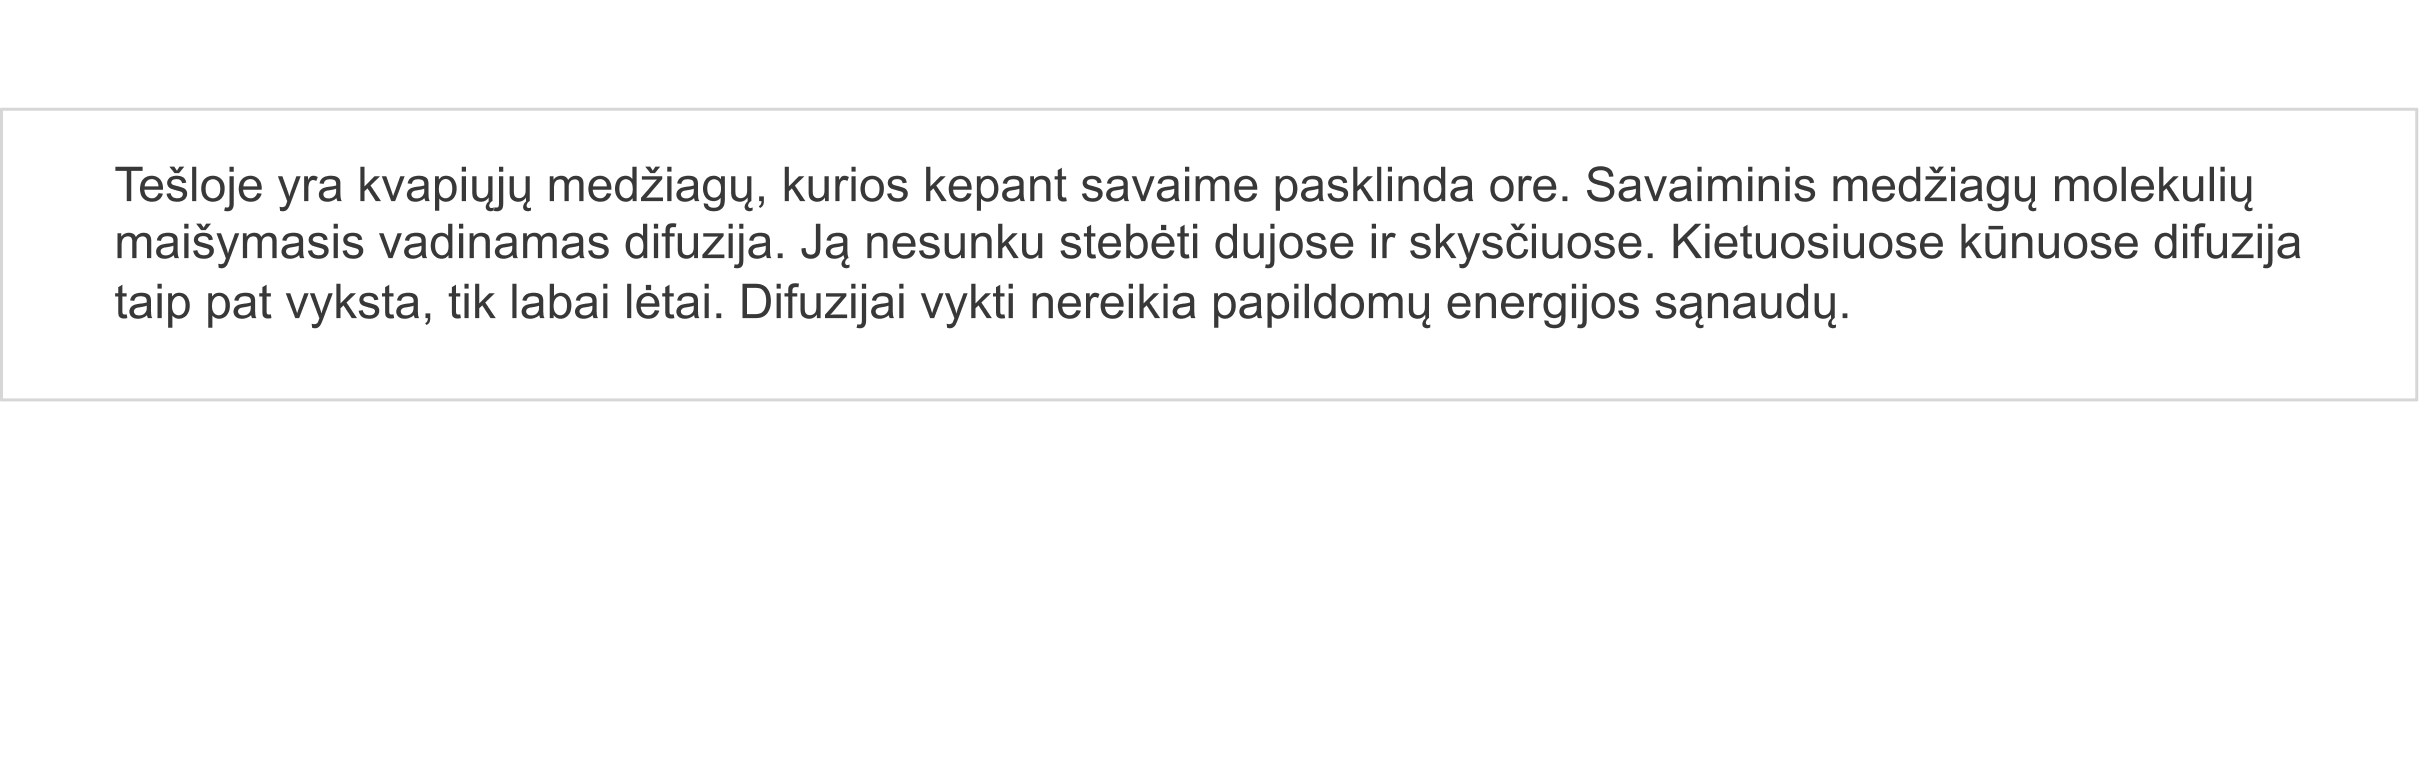 Tešloje yra kvapiųjų medžiagų, kurios kepant savaime pasklinda ore. Savaiminis medžiagų molekulių
maišymasis vadinamas difuzija. Ją nesunku stebėti dujose ir skysčiuose. Kietuosiuose kūnuose difuzija
taip pat vyksta, tik labai lėtai. Difuzijai vykti nereikia papildomų energijos sąnaudų.